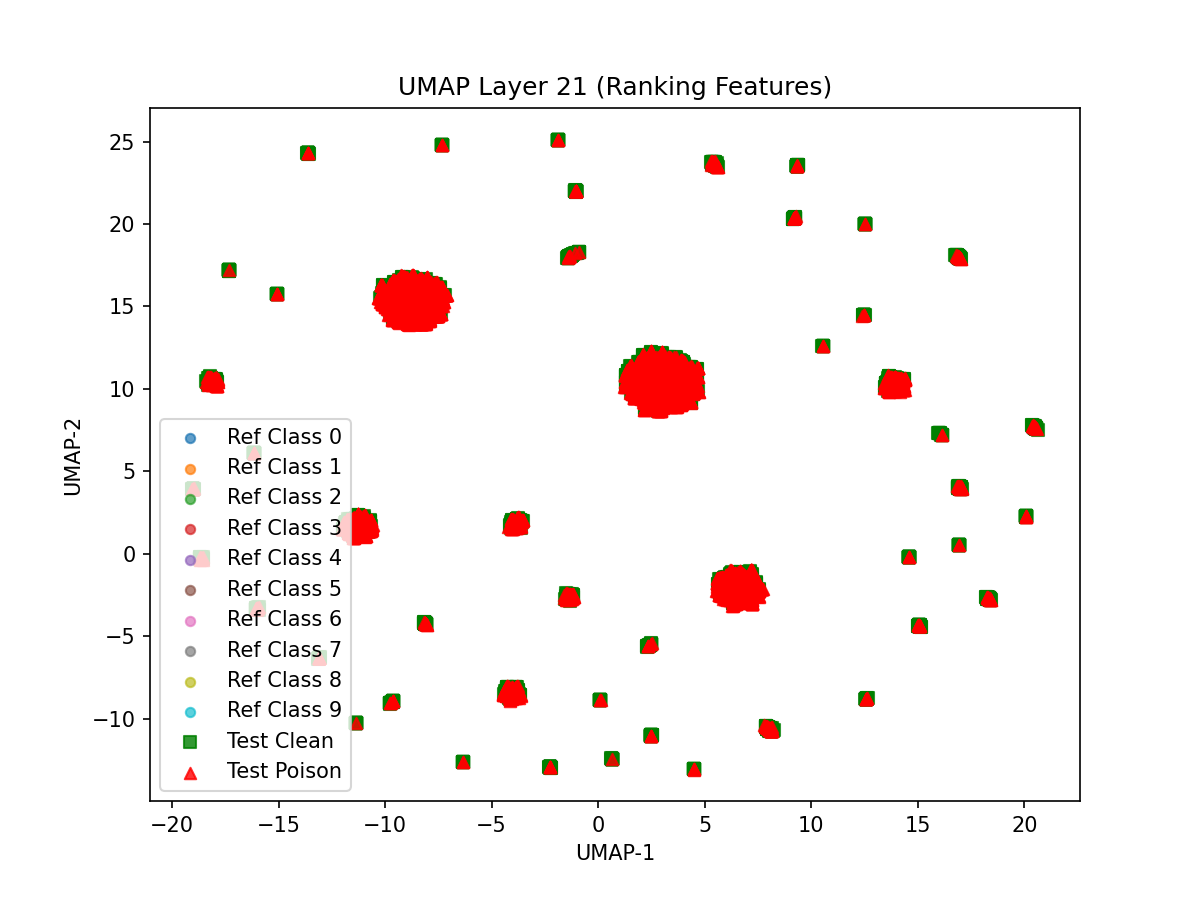 UMAP Layer 21 (Ranking Features)
25
20
15
10
5
0
−5
−10
UMAP-2
Ref Class 0
Ref Class 1
Ref Class 2
Ref Class 3
Ref Class 4
Ref Class 5
Ref Class 6
Ref Class 7
Ref Class 8
Ref Class 9
Test Clean
Test Poison
−20 −15 −10 −5 0 5 10 15 20
UMAP-1